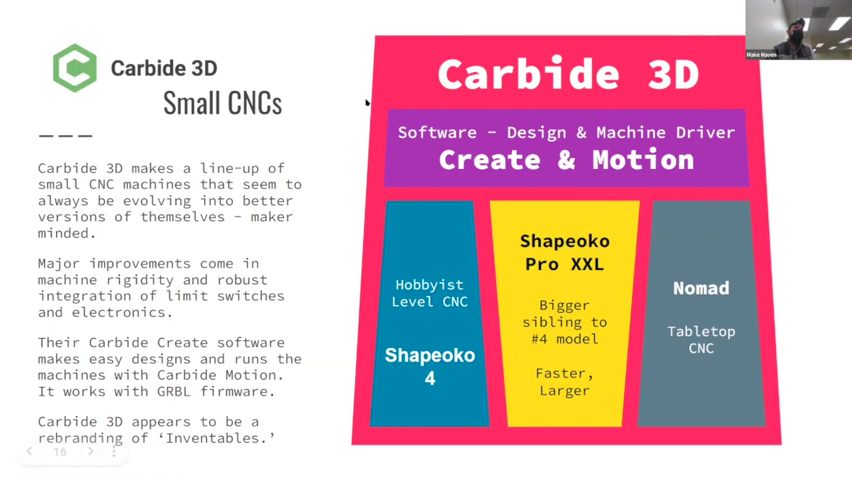 Carbide 3D
Small CNCs
Carbide 3D makes a line-up of
small CNC machines that seem to
always be evolving into better
versions of themselves – maker
minded.
Major improvements come in
machine rigidity and robust
integration of limit switches
and electronics.
Their Carbide Create software
makes easy designs and runs the
machines with Carbide Motion.
It works with GRBL firmware.
Carbide 3D appears to be a
rebranding of ‘Inventables.’
16
Carbide 3D
Software – Design & Machine Driver
Create & Motion
Hobbyist
Level CNC
Shapeoko
4
Shapeoko
Pro XXL
Bigger
sibling to
#4 model
Faster,
Larger
Nomad
Tabletop
CNC
Make Haven